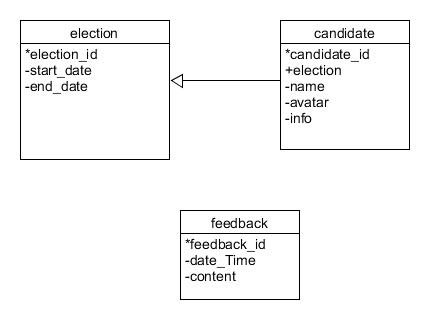 election
*election_id
-start_date
-end_date
candidate
*candidate_id
+election
-name
-avatar
-info
feedback
*feedback_id
-date_Time
-content